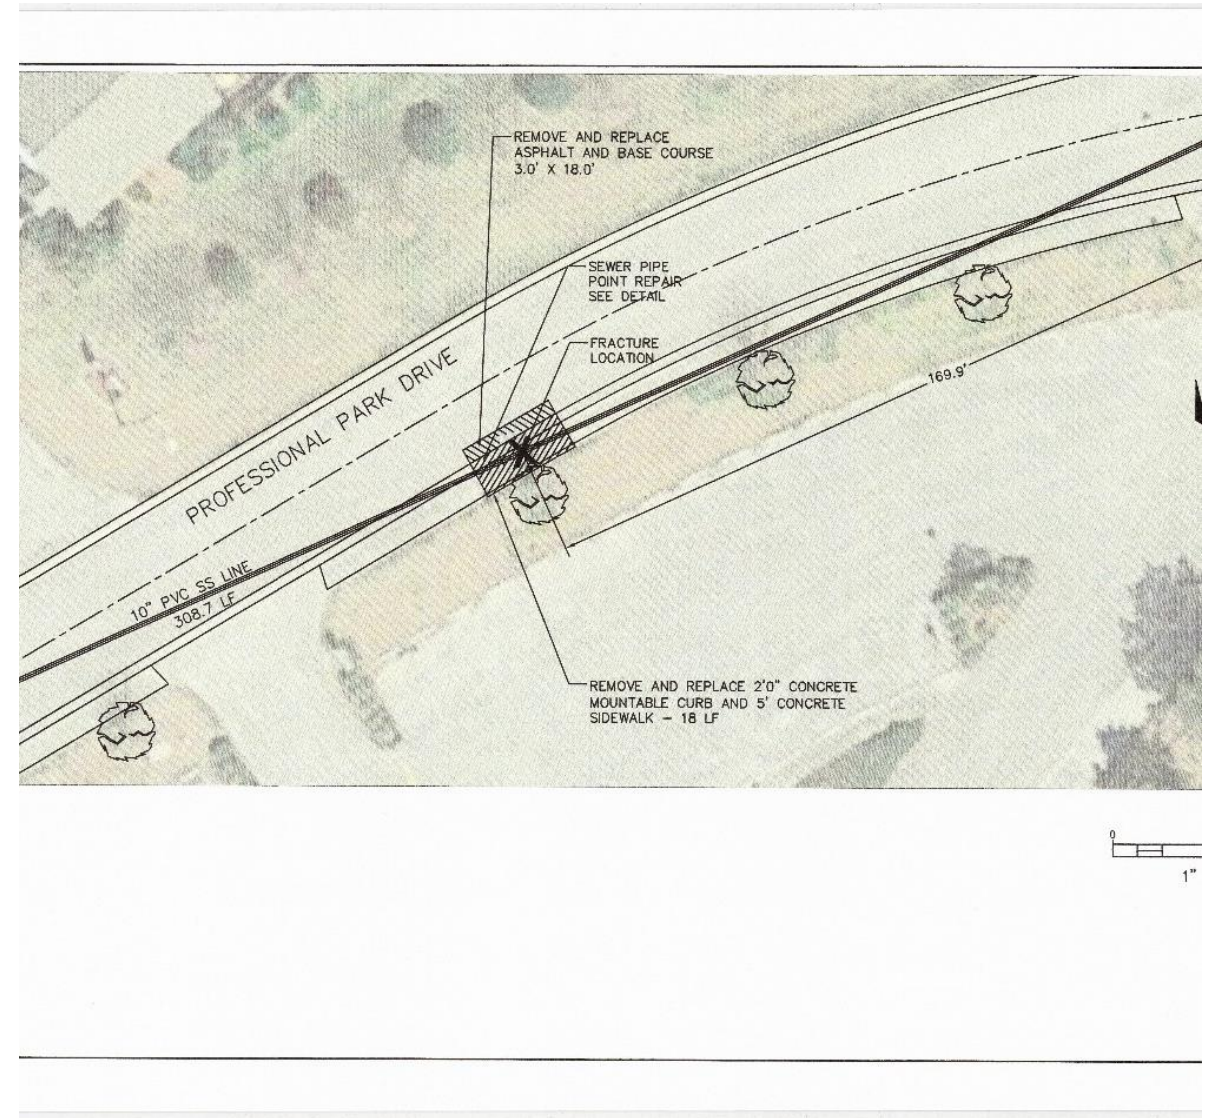 REMOVE AND REPLACE
ASPHALT AND BASE COURSE
3.0' X 18.0'
SEWER PIPE
POINT REPAIR
SEE DETAIL
FRACTURE
LOCATION
PROFESSIONAL PARK DRIVE
169.9'
10" PVC SS LINE
308.7 LF
REMOVE AND REPLACE 2'0" CONCRETE
MOUNTABLE CURB AND 5' CONCRETE
SIDEWALK - 18 LF
0
1"